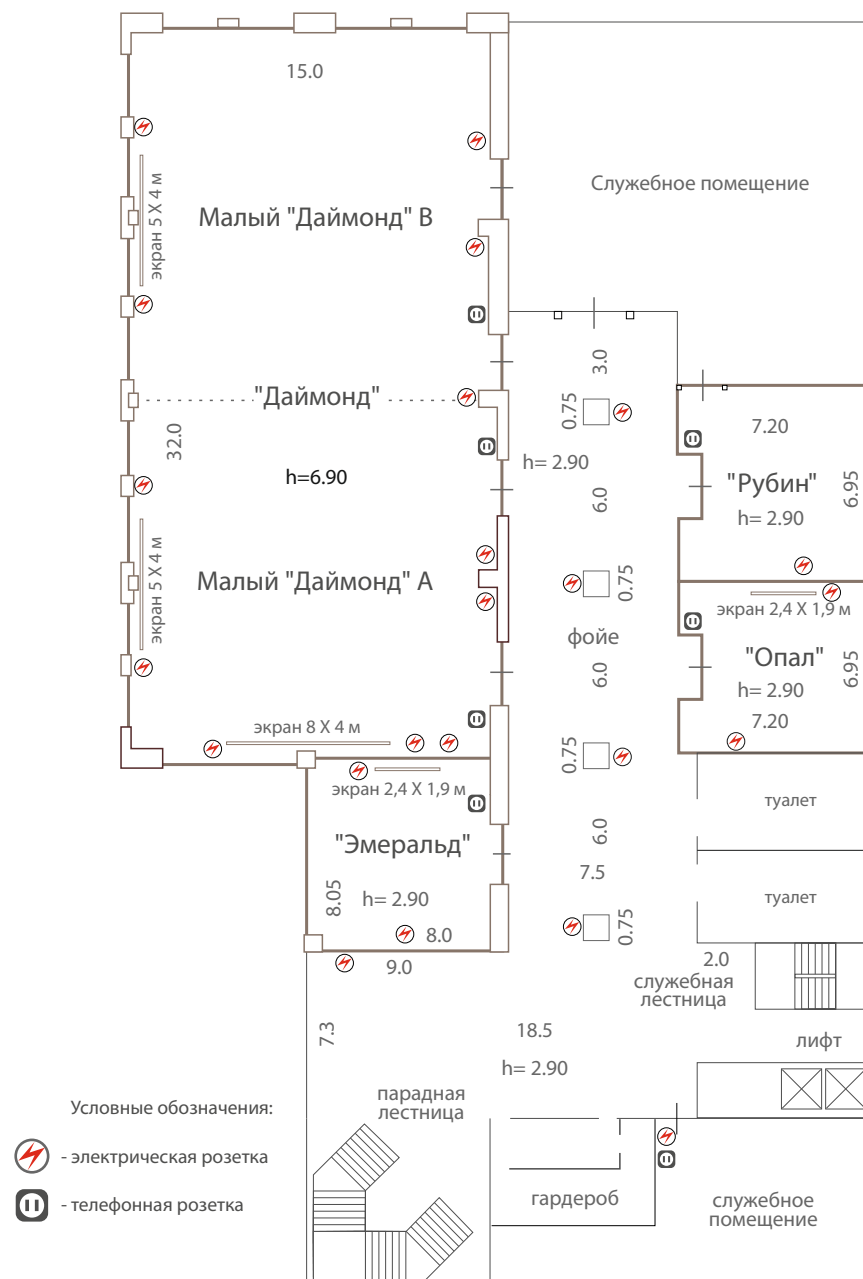 15.0
Служебное помещение
экран 5 X 4 м
Малый "Даймонд" В
3.0
0.75
"Даймонд"
32.0
h=6.90
h= 2.90
6.0
7.20
"Рубин"
h= 2.90
6.95
экран 5 X 4 м
Малый "Даймонд" А
0.75
фойе
6.0
экран 2,4 X 1,9 м
"Опал"
h= 2.90
7.20
6.95
экран 8 X 4 м
0.75
экран 2,4 X 1,9 м
"Эмеральд"
8.05
h= 2.90
8.0
9.0
6.0
7.5
0.75
туалет
туалет
2.0
служебная
лестница
7.3
18.5
h= 2.90
лифт
парадная
лестница
гардероб
служебное
помещение
Условные обозначения:
- электрическая розетка
- телефонная розетка